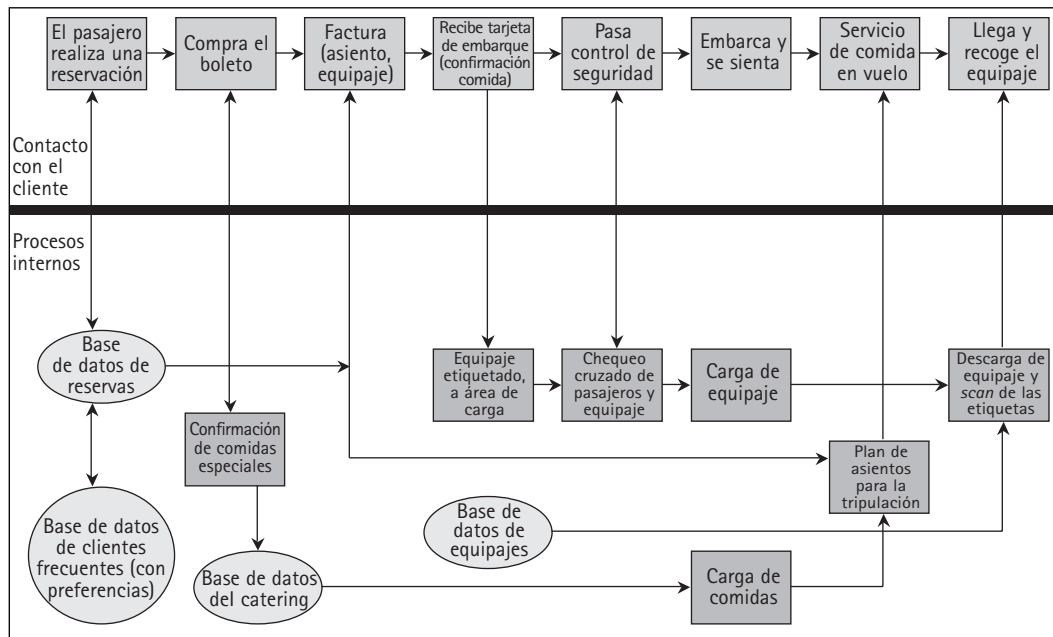 El pasajero
realiza una
reservación
Compra el
boleto
Factura
(asiento,
equipaje)
Recibe tarjeta
de embarque
(confirmación
comida)
Pasa
control de
seguridad
Embarca y
se sienta
Servicio
de comida
en vuelo
Llega y
recoge el
equipaje
Contacto
con el
cliente
Procesos
internos
Base
de datos de
reservas
Equipaje
etiquetado,
a área de
carga
Chequeo
cruzado de
pasajeros y
equipaje
Carga de
equipaje
Descarga de
equipaje y
scan de las
etiquetas
Confirmación
de comidas
especiales
Plan de
asientos
para la
tripulación
Base de datos
de clientes
frecuentes (con
preferencias)
Base de
datos de
equipajes
Base de datos
del catering
Carga de
comidas